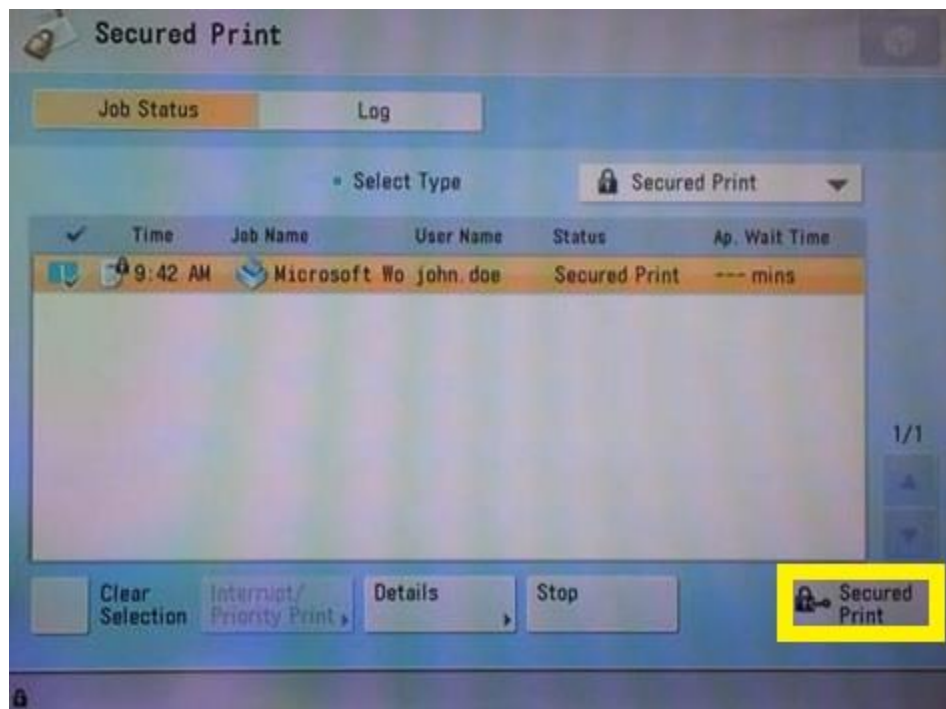 Secured Print
Job Status Log
Select Type Secured Print
Time Job Name User Name Status Ap. Wait Time
1 9:42 AM Microsoft Wo john.doe Secured Print --- mins
1/1
Clear Interrupt/ Details Stop Secured
Selection Priority Print Print